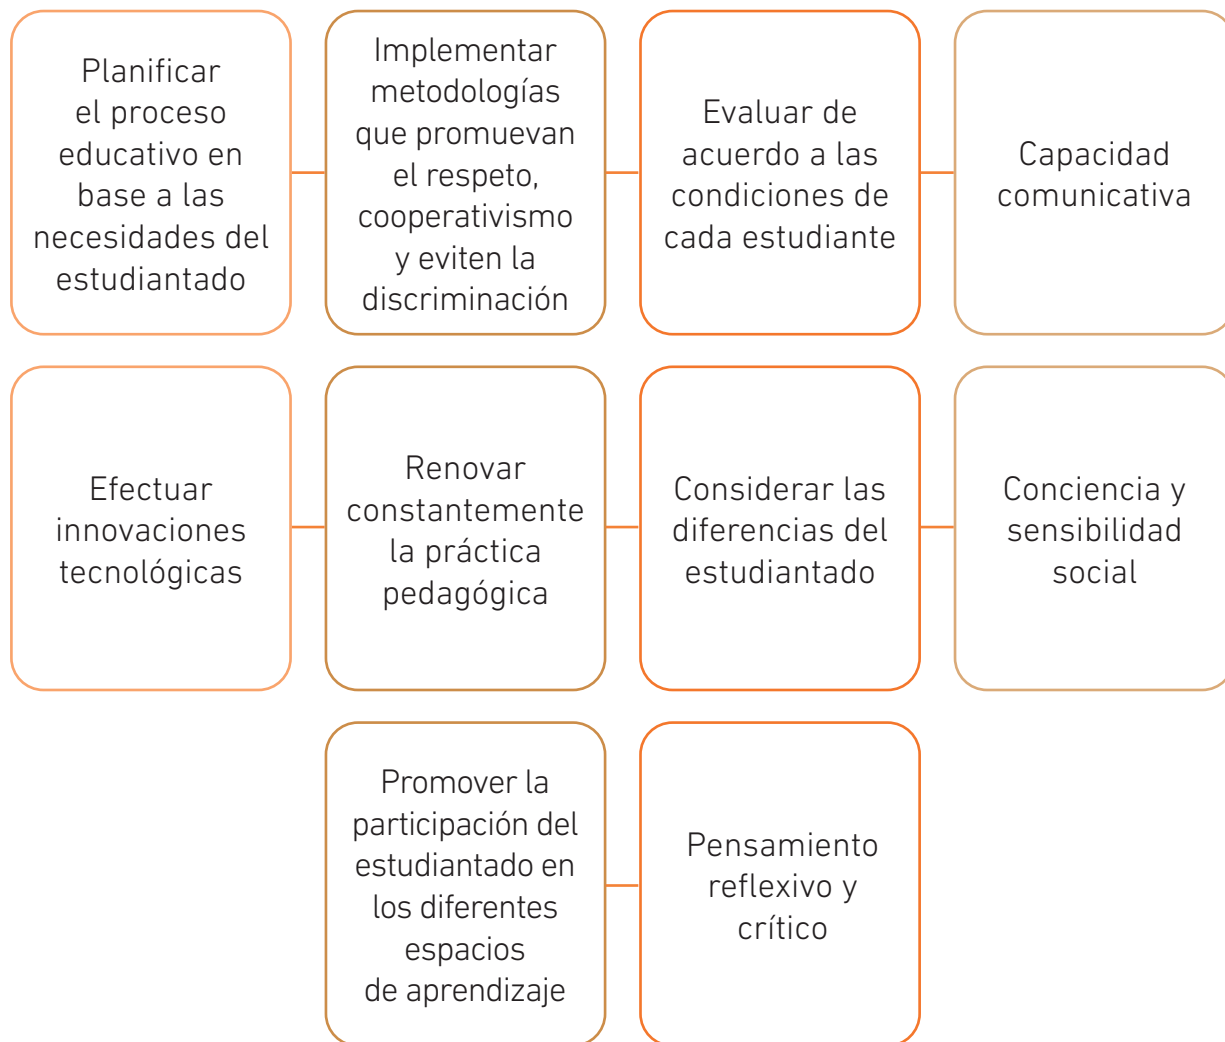 Planificar
el proceso
educativo en
base a las
necesidades del
estudiantado
Implementar
metodologías
que promuevan
el respeto,
cooperativismo
y eviten la
discriminación
Evaluar de
acuerdo a las
condiciones de
cada estudiante
Capacidad
comunicativa
Efectuar
innovaciones
tecnológicas
Renovar
constantemente
la práctica
pedagógica
Considerar las
diferencias del
estudiantado
Conciencia y
sensibilidad
social
Promover la
participación del
estudiantado en
los diferentes
espacios
de aprendizaje
Pensamiento
reflexivo y
crítico